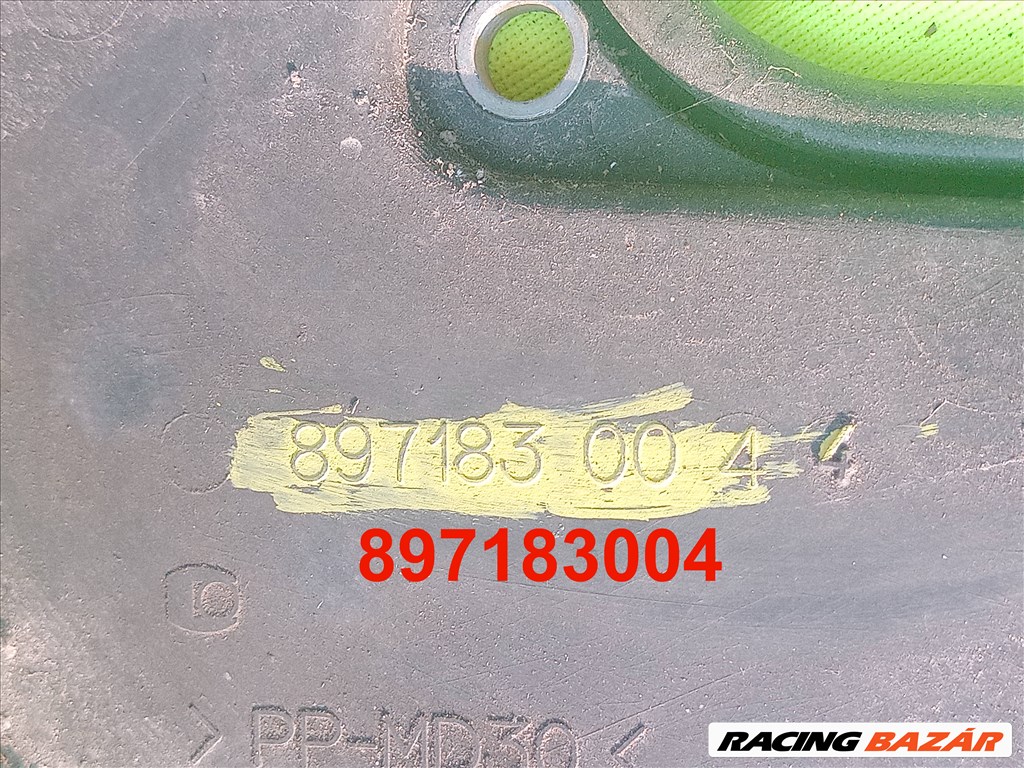 897183 00 4
897183004
>PP-MD30<
RACING BAZÁR